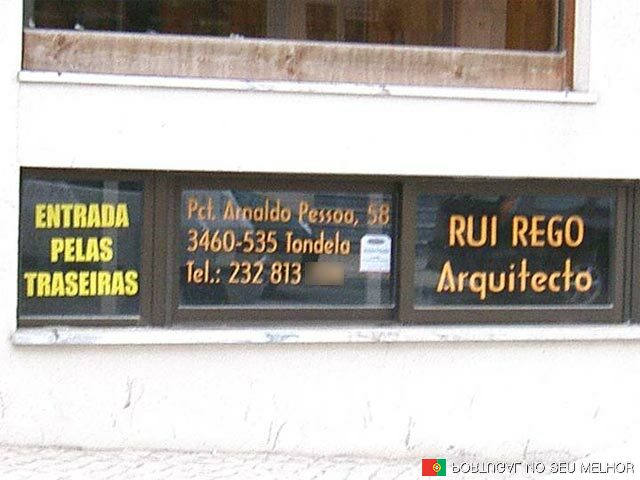 ENTRADA
PELAS
TRASEIRAS
Pct. Arnaldo Pessoa, 58
3460-535 Tondela
Tel.: 232 813
RUI REGO
Arquitecto
PORTUGAL NO SEU MELHOR